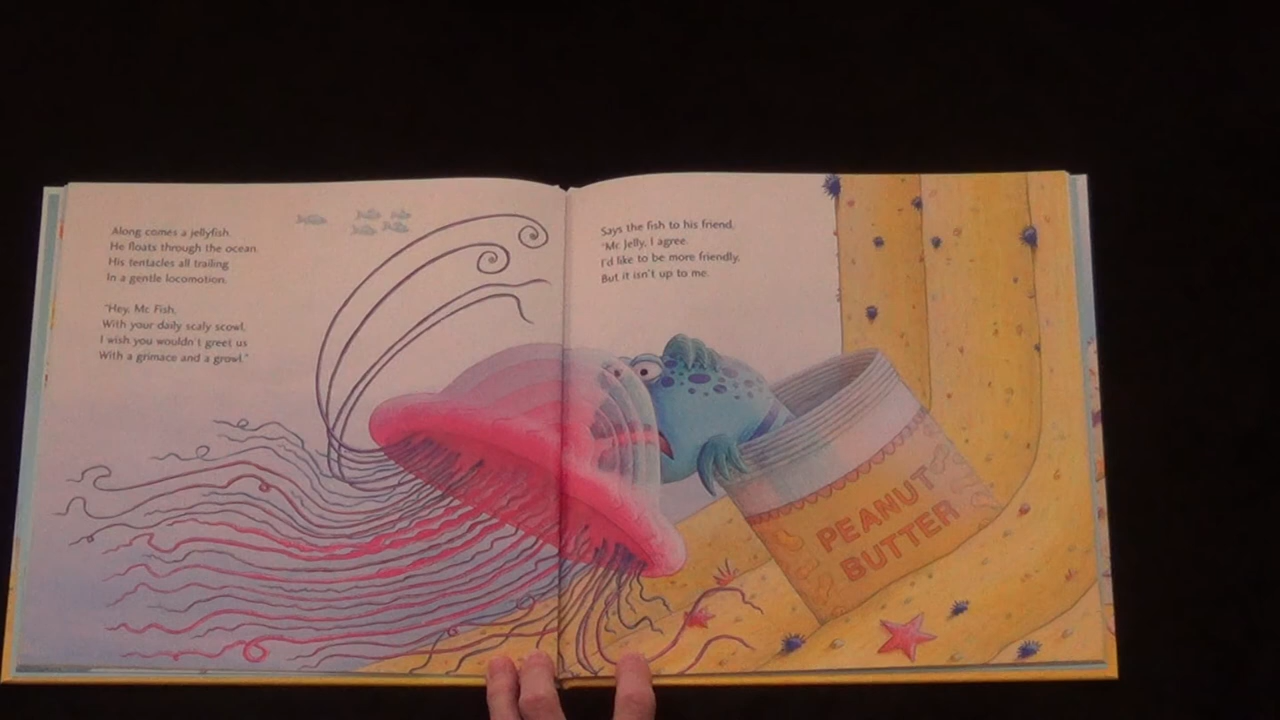 Along comes a jellyfish.
He floats through the ocean.
His tentacles all trailing
In a gentle locomotion.
"Hey, Mr. Fish,
With your daily scaly scowl,
I wish you wouldn't greet us
With a grimace and a growl."
Says the fish to his friend,
"Mr. Jelly, I agree.
I'd like to be more friendly,
But it isn't up to me.
PEANUT
BUTTER